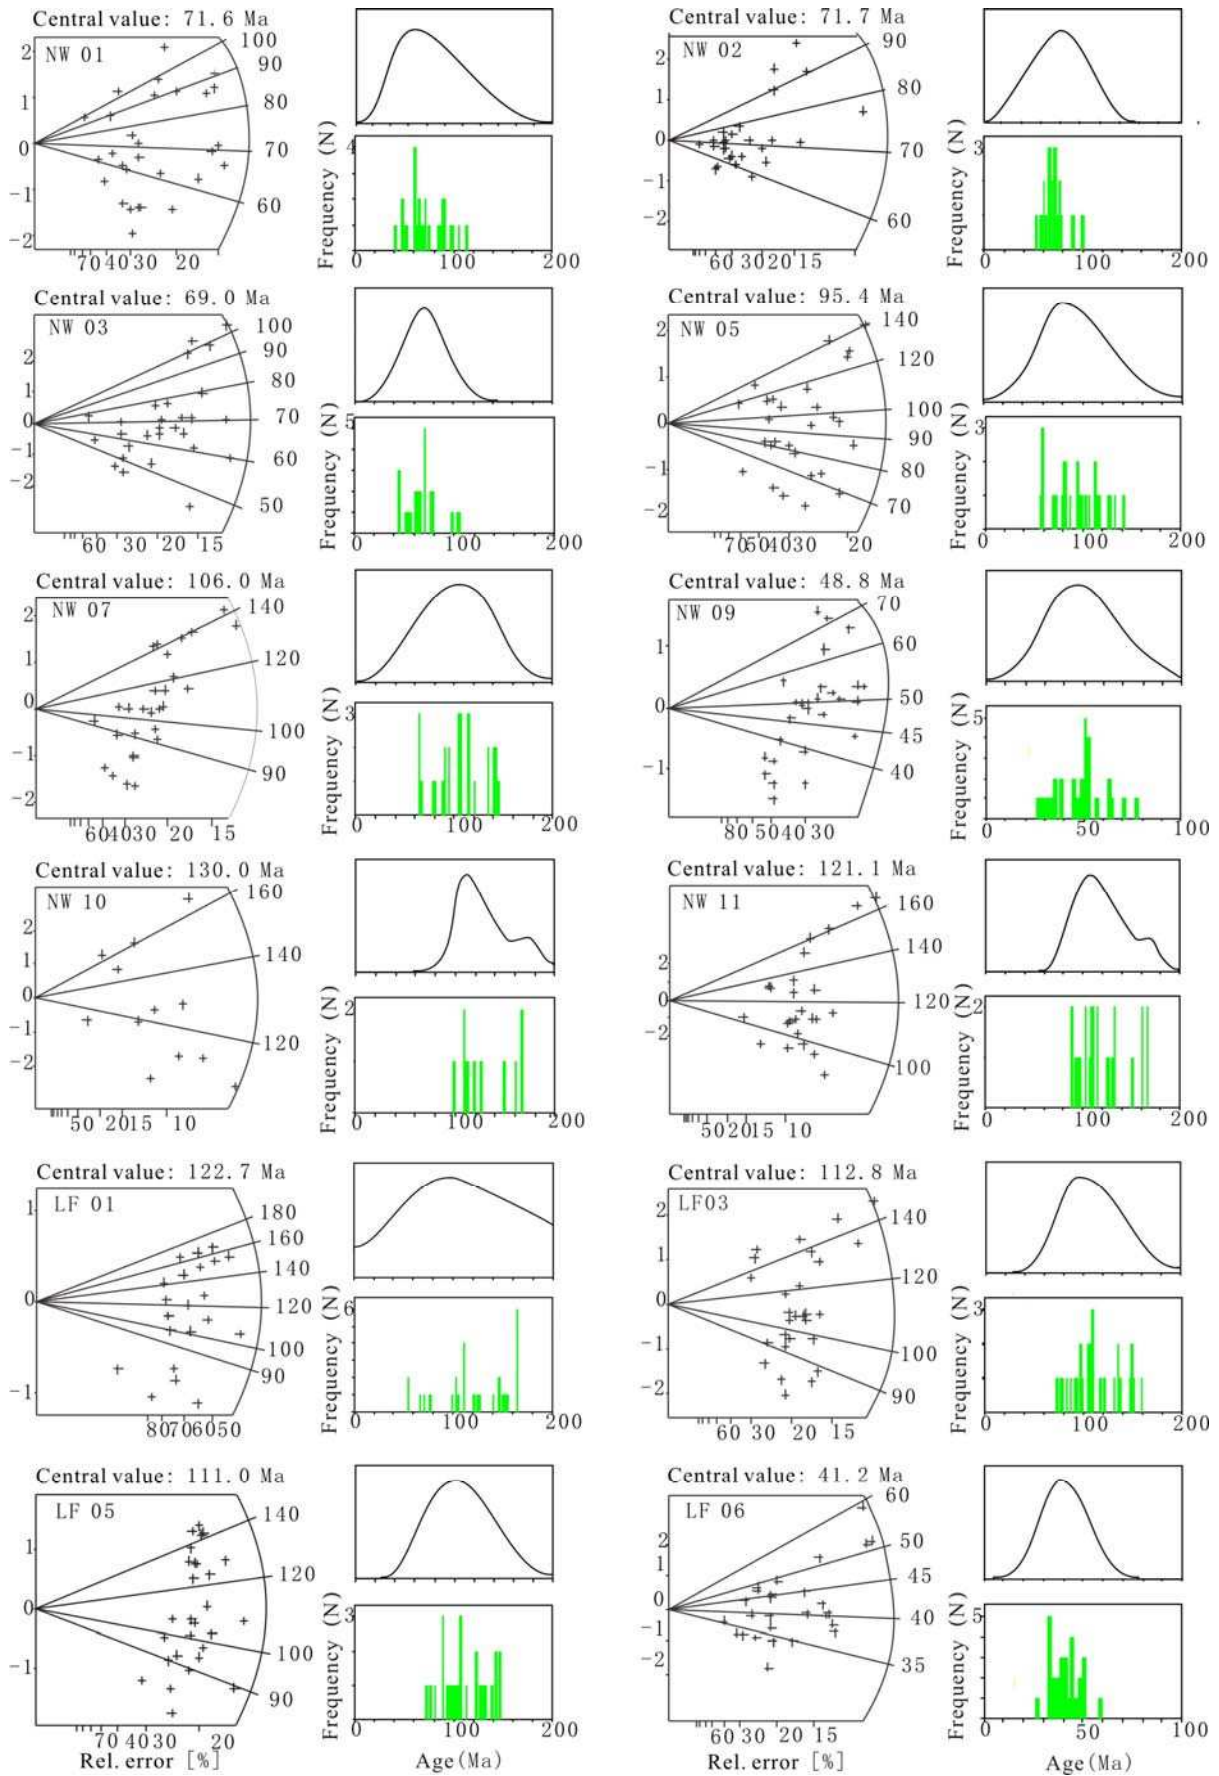 Central value: 71.6 Ma
NW 01
100
90
80
70
60
2
1
0
-1
-2
70 40 30 20
Frequency (N)
4
0 100 200
Central value: 71.7 Ma
NW 02
90
80
70
60
2
1
0
-1
-2
60 30 20 15
Frequency (N)
3
0 100 200
Central value: 69.0 Ma
NW 03
100
90
80
70
60
50
2
1
0
-1
-2
60 30 20 15
Frequency (N)
5
0 100 200
Central value: 95.4 Ma
NW 05
140
120
100
90
80
70
2
1
0
-1
-2
70 50 40 30 20
Frequency (N)
3
0 100 200
Central value: 106.0 Ma
NW 07
140
120
100
90
2
1
0
-1
-2
60 40 30 20 15
Frequency (N)
3
0 100 200
Central value: 48.8 Ma
NW 09
70
60
50
45
40
1
0
-1
80 50 40 30
Frequency (N)
5
0 50 100
Central value: 130.0 Ma
NW 10
160
140
120
2
1
0
-1
-2
50 20 15 10
Frequency (N)
2
0 100 200
Central value: 121.1 Ma
NW 11
160
140
120
100
2
1
0
-1
-2
50 20 15 10
Frequency (N)
2
0 100 200
Central value: 122.7 Ma
LF 01
180
160
140
120
100
90
1
0
-1
80 70 60 50
Frequency (N)
6
0 100 200
Central value: 112.8 Ma
LF03
140
120
100
90
2
1
0
-1
-2
60 30 20 15
Frequency (N)
3
0 100 200
Central value: 111.0 Ma
LF 05
140
120
100
90
1
0
-1
70 40 30 20
Rel. error [%]
Frequency (N)
3
0 100 200
Age(Ma)
Central value: 41.2 Ma
LF 06
60
50
45
40
35
2
1
0
-1
-2
60 30 20 15
Rel. error [%]
Frequency (N)
5
0 50 100
Age(Ma)